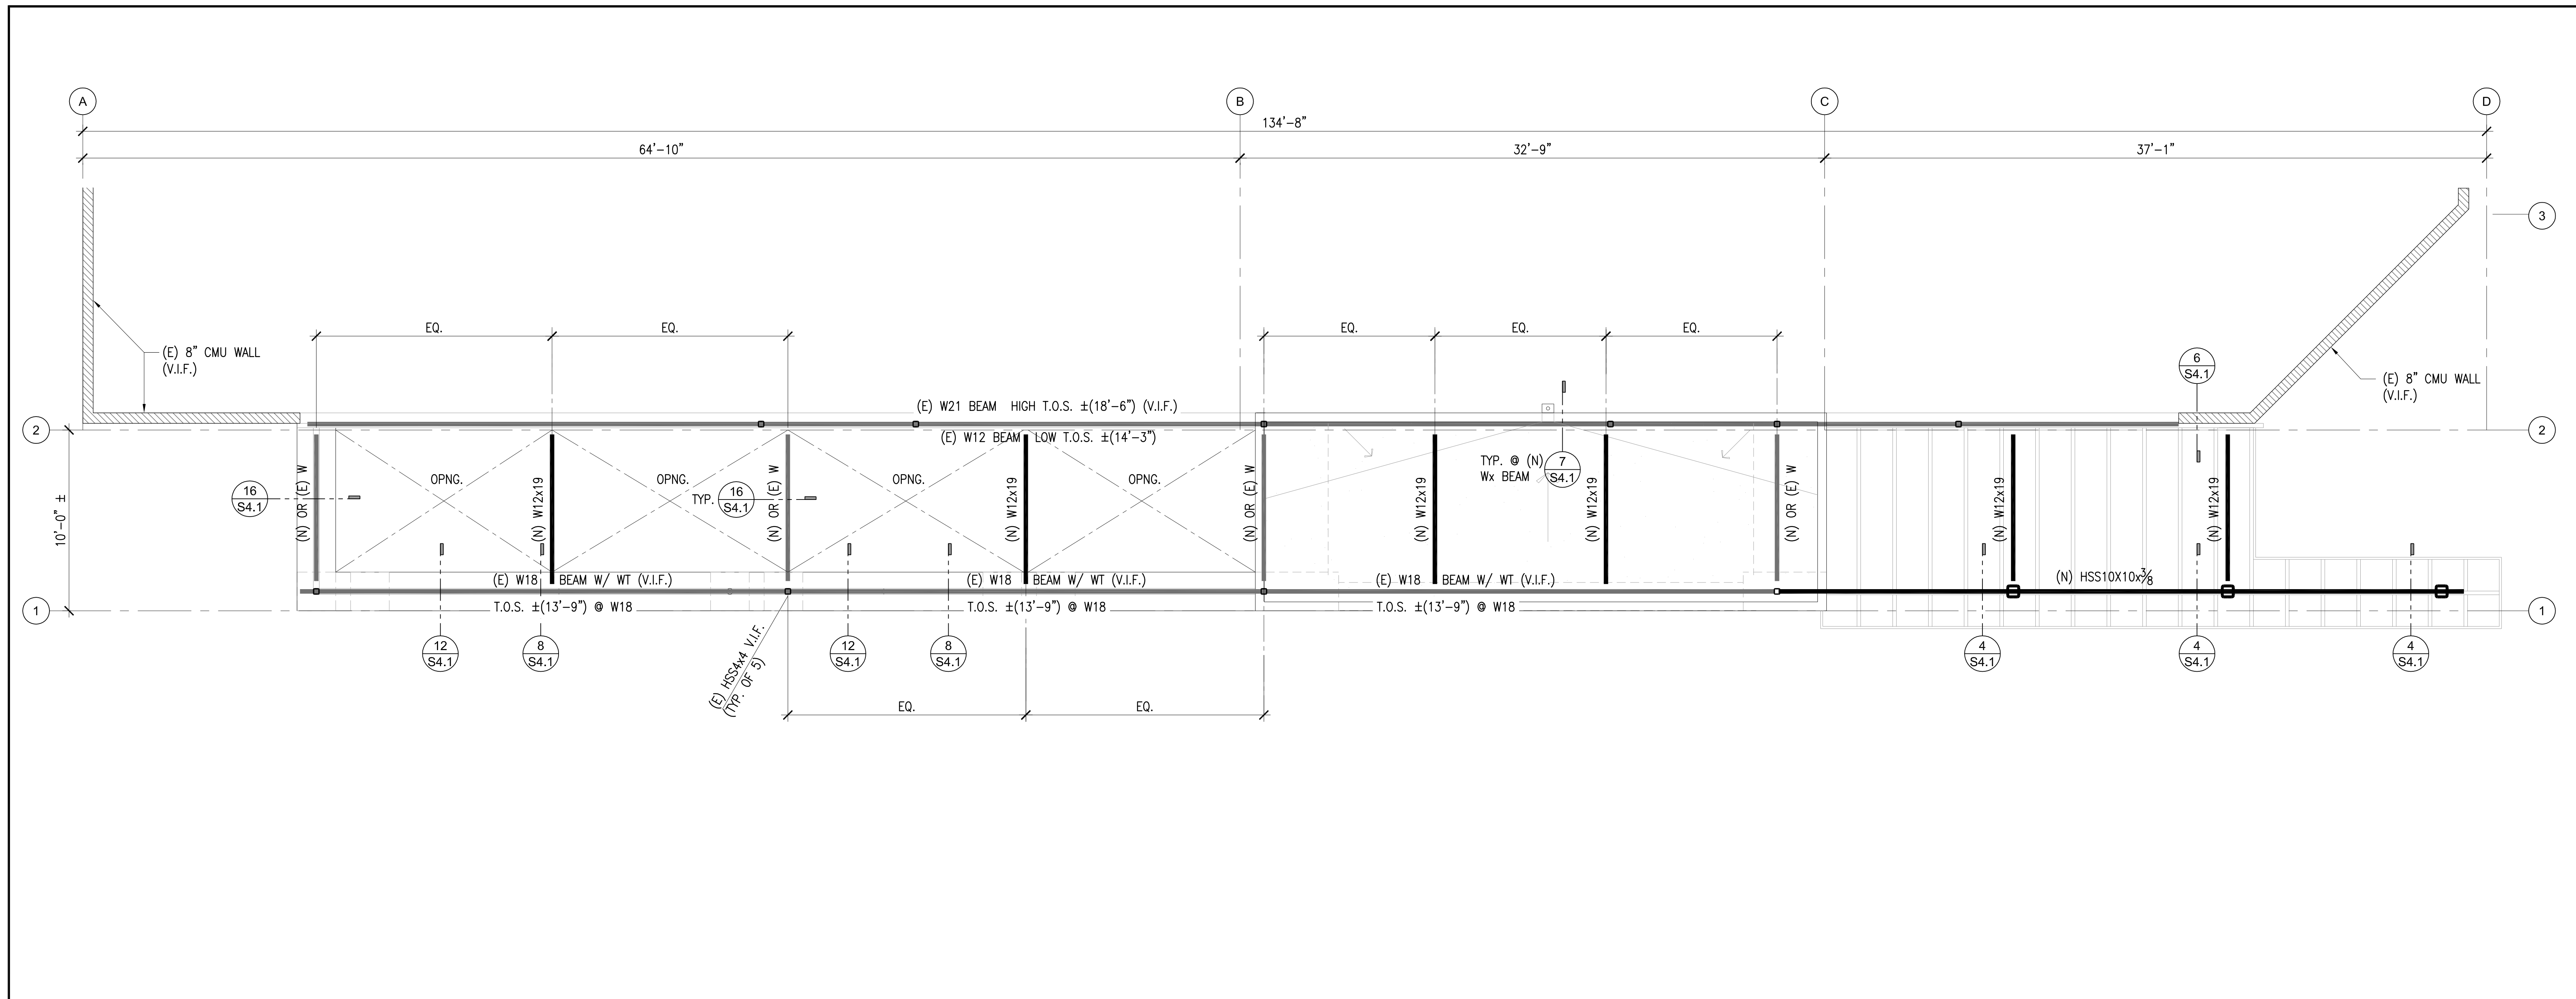 A
B
C
D
134'-8"
64'-10"
32'-9"
37'-1"
3
EQ.
EQ.
EQ.
EQ.
EQ.
(E) 8" CMU WALL
(V.I.F.)
6
S4.1
(E) 8" CMU WALL
(V.I.F.)
(E) W21 BEAM HIGH T.O.S. ±(18'-6") (V.I.F.)
2
2
(E) W12 BEAM LOW T.O.S. ±(14'-3")
10'-0" ±
16
S4.1
(N) OR (E) W
OPNG.
(N) W12x19
OPNG.
TYP.
16
S4.1
(N) OR (E) W
OPNG.
(N) W12x19
OPNG.
(N) OR (E) W
(N) W12x19
TYP. @ (N)
Wx BEAM
7
S4.1
(N) W12x19
(N) OR (E) W
(N) W12x19
(N) W12x19
(E) W18 BEAM W/ WT (V.I.F.)
(E) W18 BEAM W/ WT (V.I.F.)
(E) W18 BEAM W/ WT (V.I.F.)
(N) HSS10X10x3/8
1
T.O.S. ±(13'-9") @ W18
T.O.S. ±(13'-9") @ W18
T.O.S. ±(13'-9") @ W18
1
12
S4.1
8
S4.1
(E) HSS4x4 V.I.F.
(TYP. OF 5)
12
S4.1
8
S4.1
4
S4.1
4
S4.1
4
S4.1
EQ.
EQ.